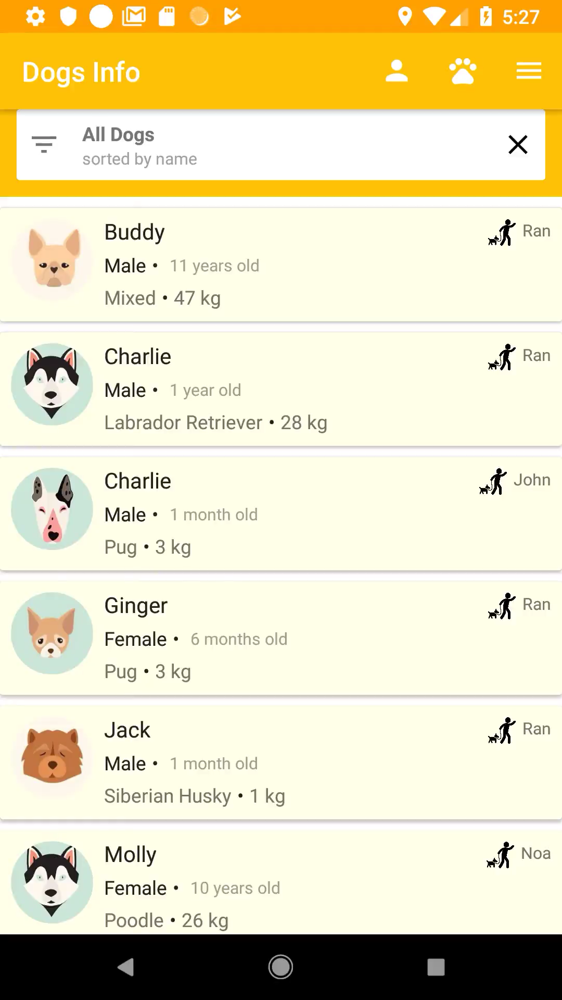 5:27
Dogs Info
All Dogs
sorted by name
Buddy
Ran
Male • 11 years old
Mixed • 47 kg
Charlie
Ran
Male • 1 year old
Labrador Retriever • 28 kg
Charlie
John
Male • 1 month old
Pug • 3 kg
Ginger
Ran
Female • 6 months old
Pug • 3 kg
Jack
Ran
Male • 1 month old
Siberian Husky • 1 kg
Molly
Noa
Female • 10 years old
Poodle • 26 kg